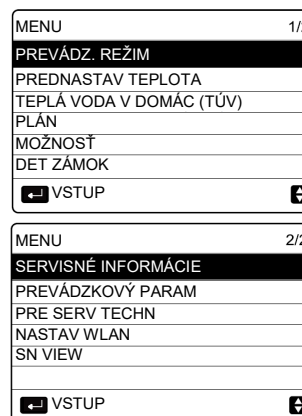 MENU 1/
PREVÁDZ. REŽIM
PREDNASTAV TEPLOTA
TEPLÁ VODA V DOMÁC (TÚV)
PLÁN
MOŽNOSŤ
DET ZÁMOK
VSTUP
MENU 2/2
SERVISNÉ INFORMÁCIE
PREVÁDZKOVÝ PARAM
PRE SERV TECHN
NASTAV WLAN
SN VIEW
VSTUP